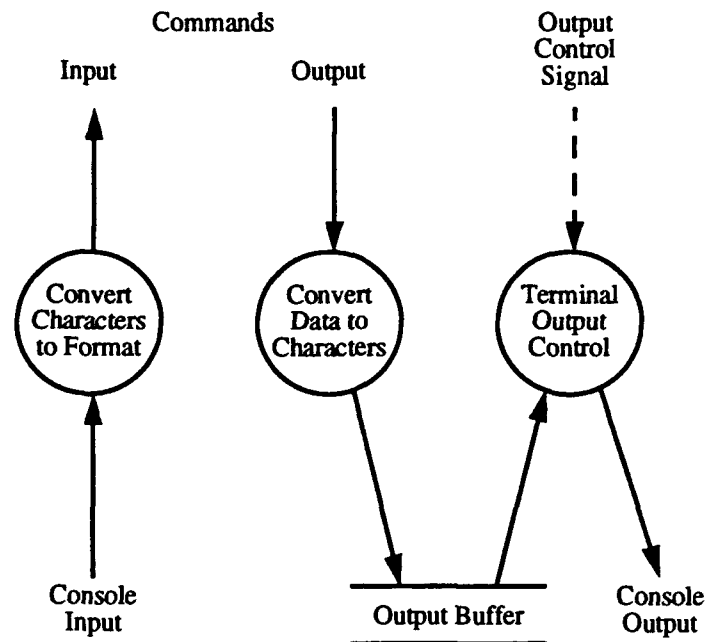 Commands
Input
Output
Output
Control
Signal
Convert
Characters
to Format
Convert
Data to
Characters
Terminal
Output
Control
Console
Input
Output Buffer
Console
Output